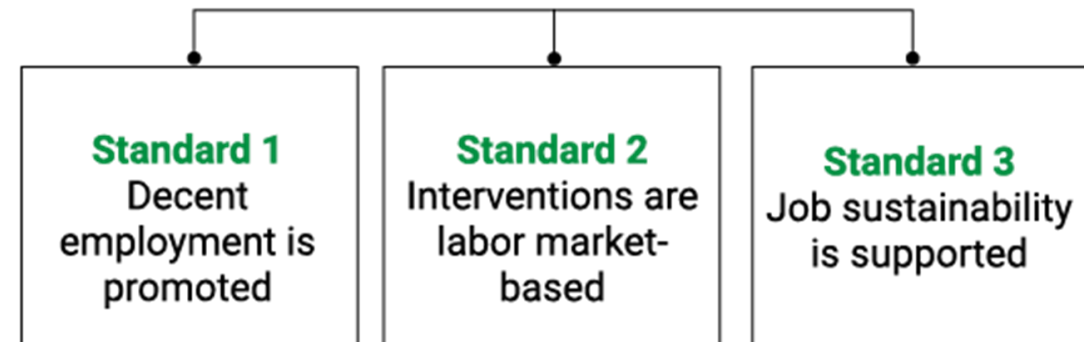 Standard 1
Decent
employment is
promoted
Standard 2
Interventions are
labor market-
based
Standard 3
Job sustainability
is supported